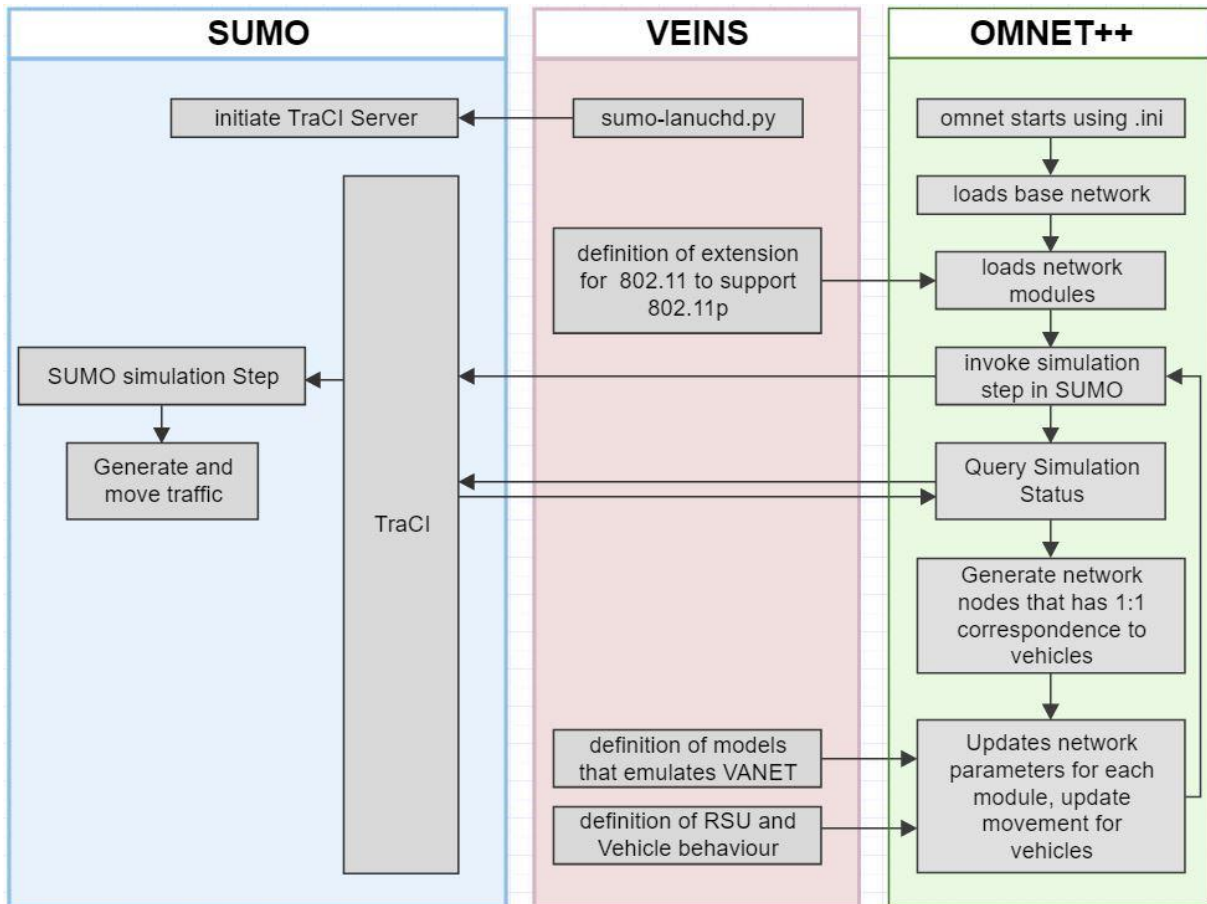 SUMO
VEINS
OMNET++
initiate TraCI Server
sumo-lanuchd.py
omnet starts using .ini
loads base network
definition of extension
for 802.11 to support
802.11p
loads network
modules
SUMO simulation Step
invoke simulation
step in SUMO
Generate and
move traffic
TraCI
Query Simulation
Status
Generate network
nodes that has 1:1
correspondence to
vehicles
definition of models
that emulates VANET
definition of RSU and
Vehicle behaviour
Updates network
parameters for each
module, update
movement for
vehicles